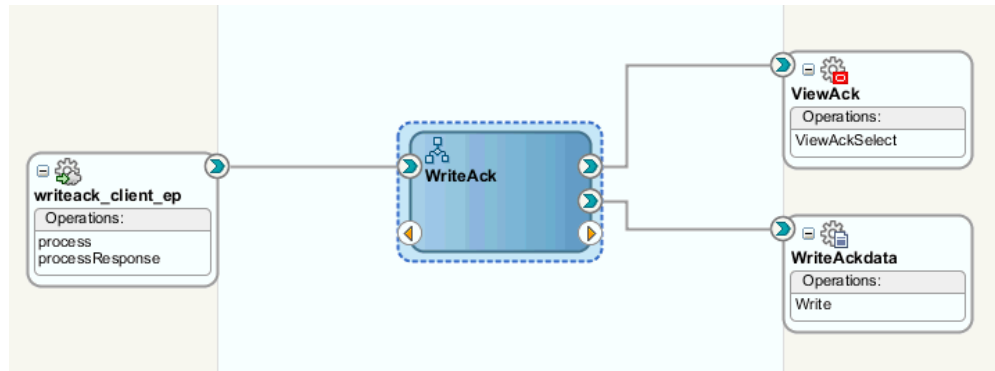 writeack_client_ep
Operations:
process
processResponse
WriteAck
ViewAck
Operations:
ViewAckSelect
WriteAckdata
Operations:
Write